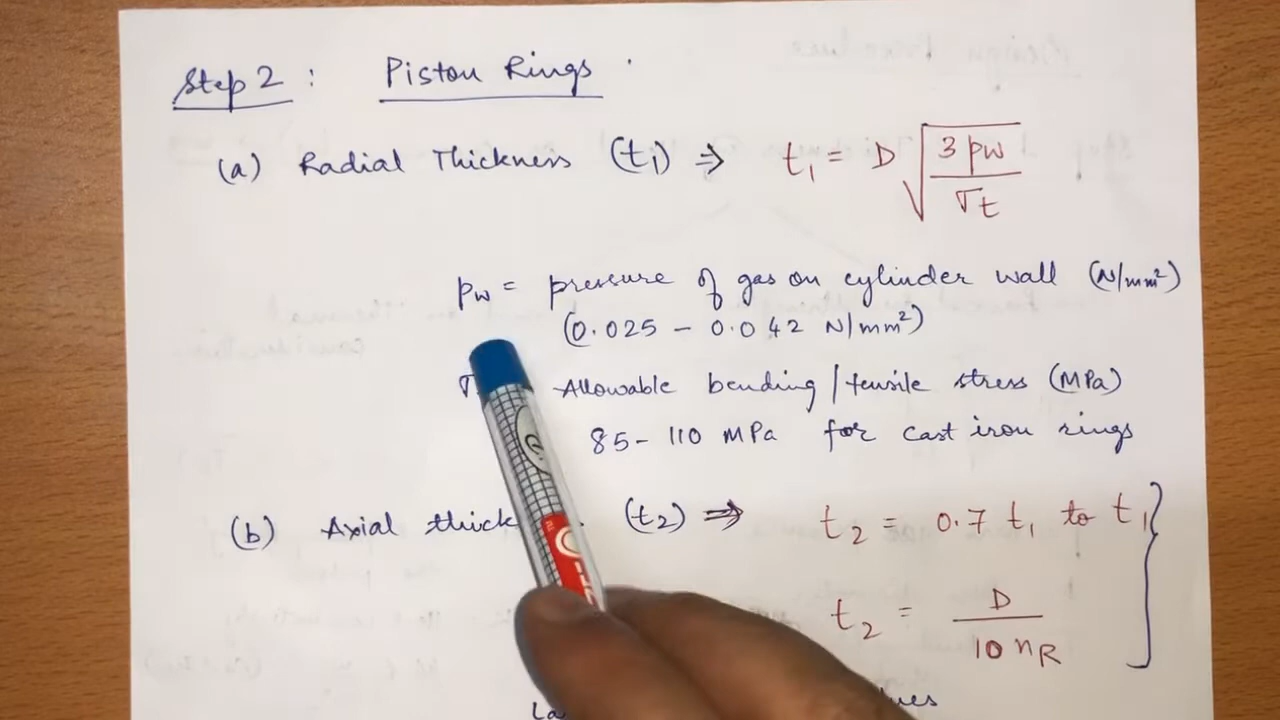 Step 2 : Piston Rings
(a) Radial Thickness (t₁) ⇒ t₁ = D √(3 pw / σt)
pw = pressure of gas on cylinder wall (N/mm²)
(0.025 – 0.042 N/mm²)
Allowable bending/tensile stress (MPa)
85 – 110 MPa for cast iron rings
(b) Axial thick (t₂) ⇒ t₂ = 0.7 t₁ to t₁
t₂ = D / 10 nR